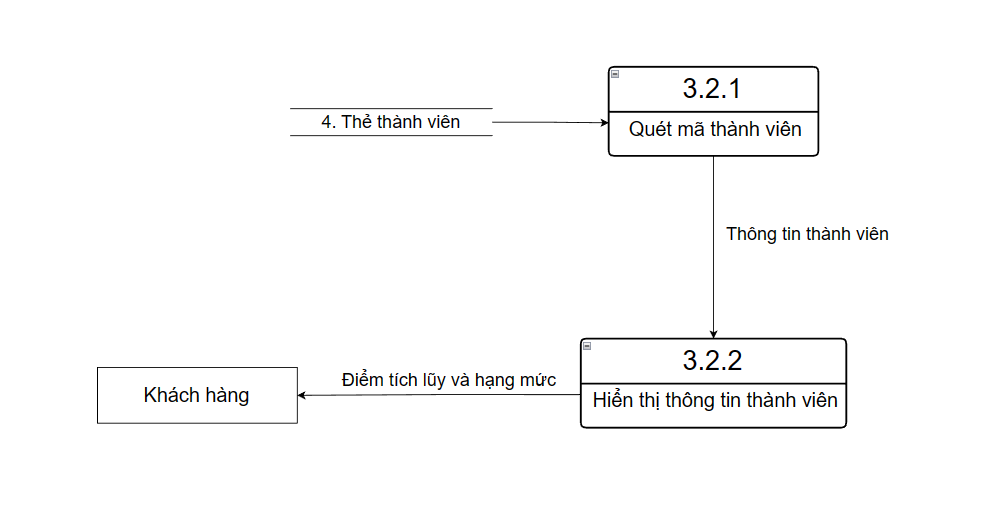 3.2.1
4. Thẻ thành viên
Quét mã thành viên
Thông tin thành viên
3.2.2
Điểm tích lũy và hạng mức
Khách hàng
Hiển thị thông tin thành viên